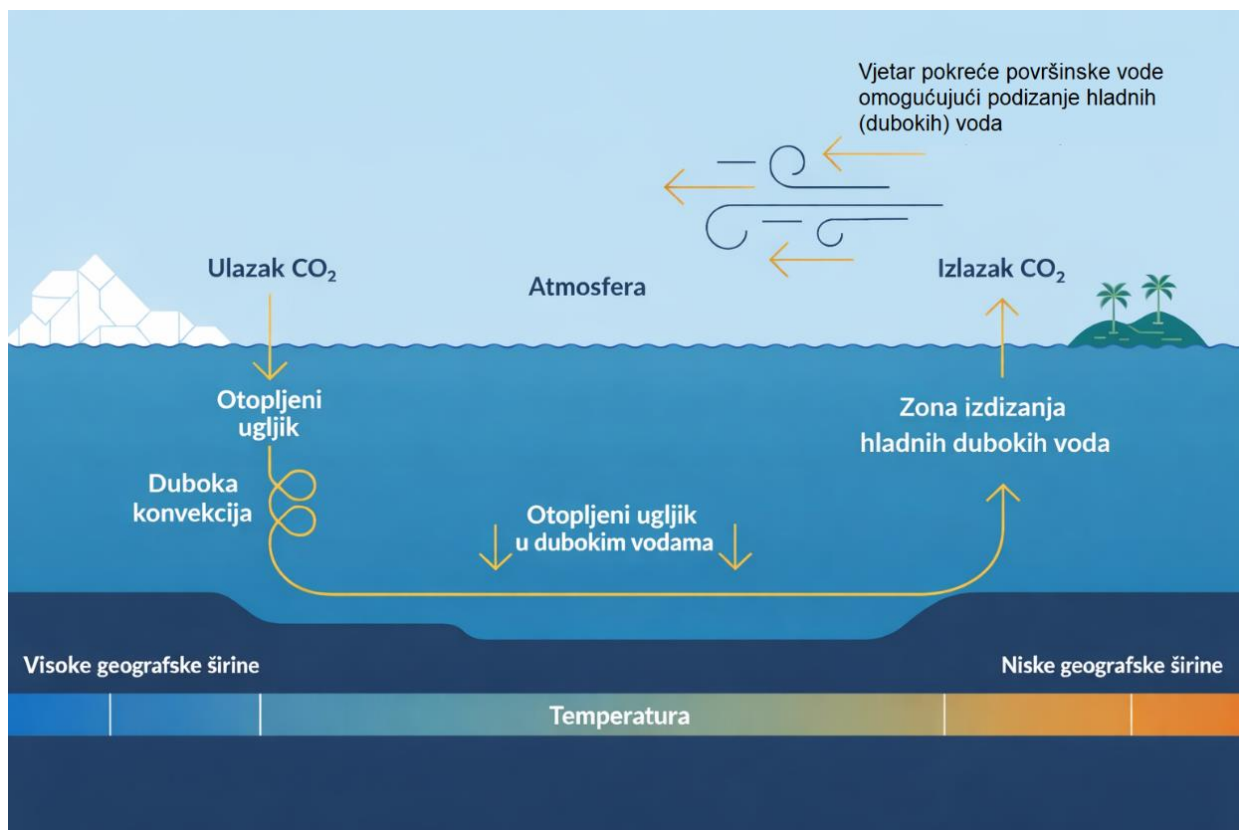 Vjetar pokreće površinske vode
omogućujući podizanje hladnih
(dubokih) voda
Ulazak CO₂
Atmosfera
Izlazak CO₂
Otopljeni
ugljik
Zona izdizanja
hladnih dubokih voda
Duboka
konvekcija
Otopljeni ugljik
u dubokim vodama
Visoke geografske širine
Niske geografske širine
Temperatura